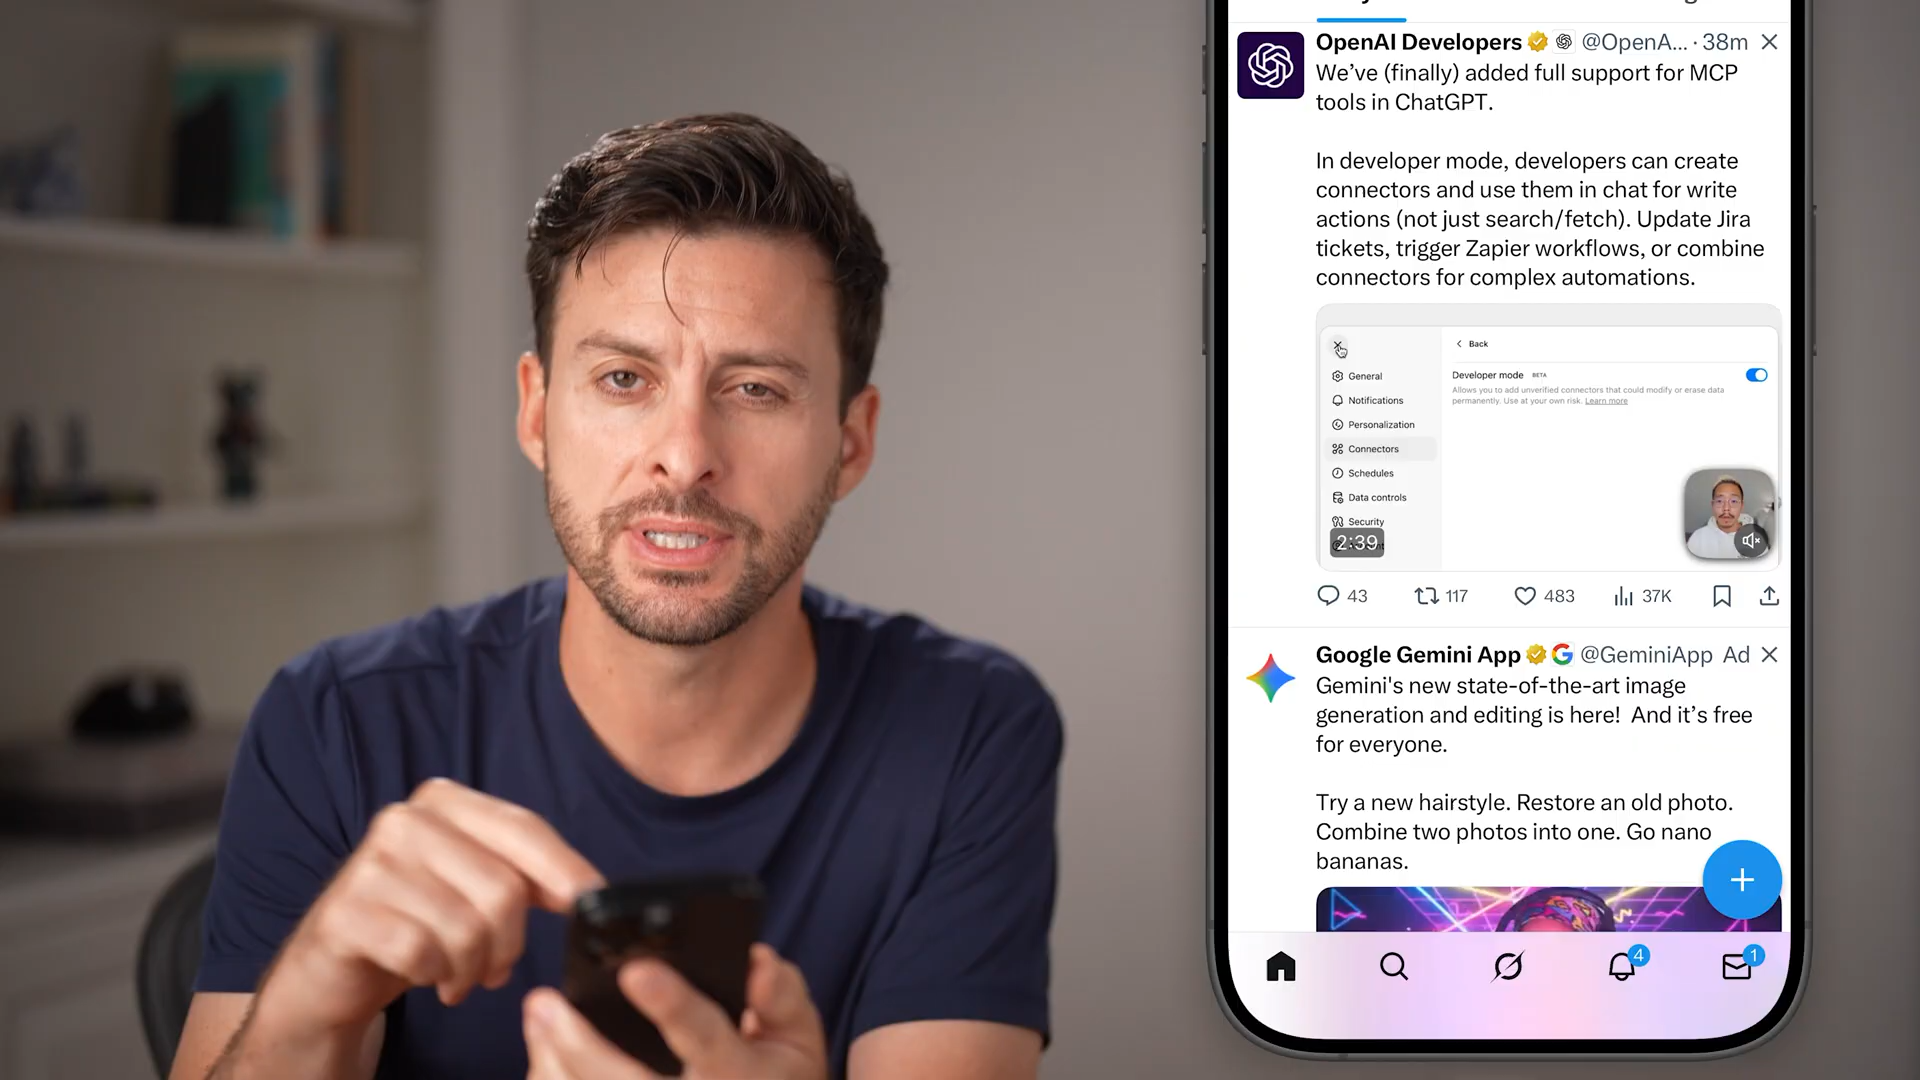 OpenAI Developers @OpenA... · 38m
We've (finally) added full support for MCP
tools in ChatGPT.
In developer mode, developers can create
connectors and use them in chat for write
actions (not just search/fetch). Update Jira
tickets, trigger Zapier workflows, or combine
connectors for complex automations.
Back
General
Notifications
Personalization
Connectors
Schedules
Data controls
Security
Developer mode BETA
Allows you to add unverified connectors that could modify or erase data
permanently. Use at your own risk. Learn more
2:39
43 117 483 37K
Google Gemini App @GeminiApp Ad
Gemini's new state-of-the-art image
generation and editing is here! And it's free
for everyone.
Try a new hairstyle. Restore an old photo.
Combine two photos into one. Go nano
bananas.
4
1